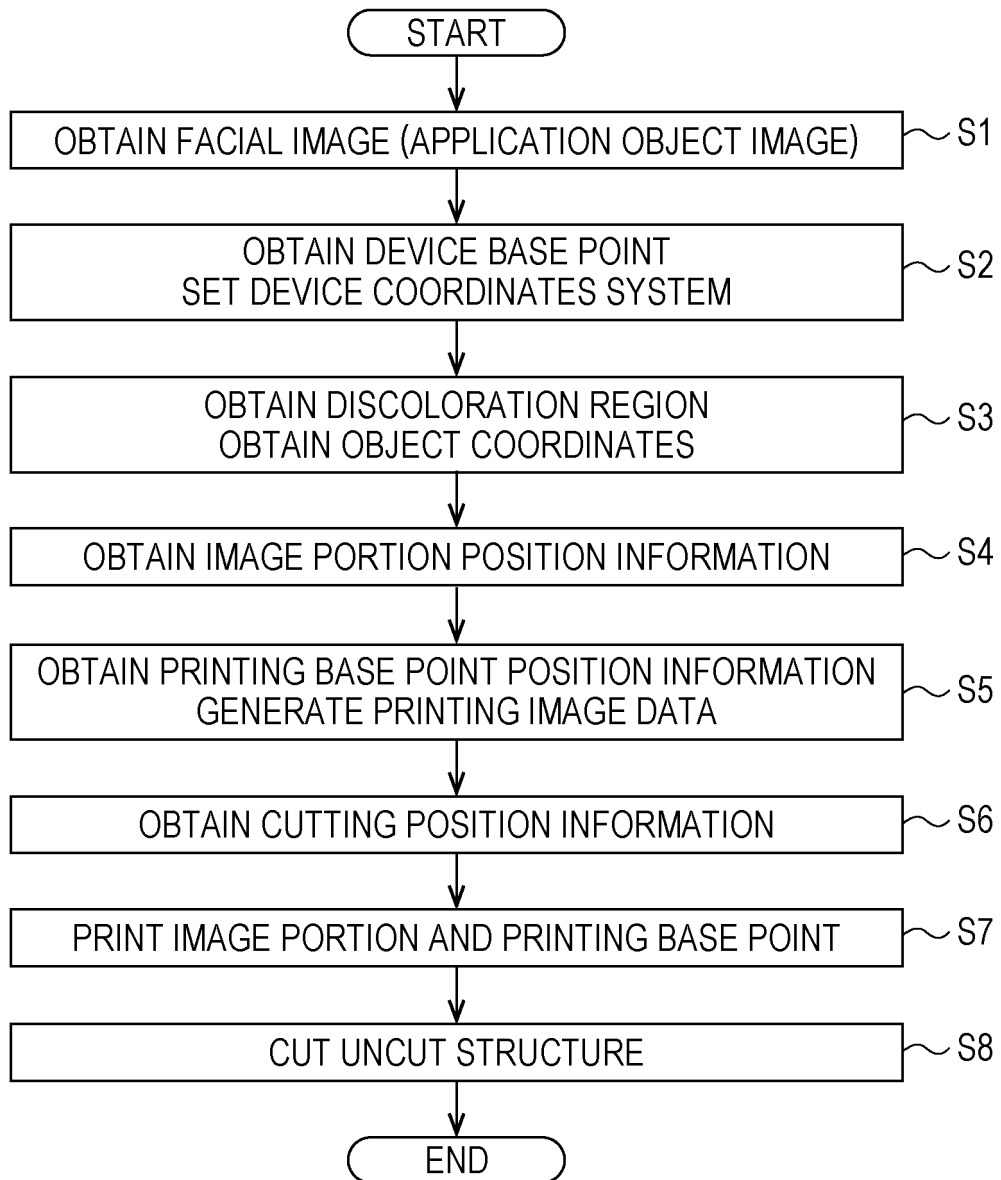 START
OBTAIN FACIAL IMAGE (APPLICATION OBJECT IMAGE)
S1
OBTAIN DEVICE BASE POINT
SET DEVICE COORDINATES SYSTEM
S2
OBTAIN DISCOLORATION REGION
OBTAIN OBJECT COORDINATES
S3
OBTAIN IMAGE PORTION POSITION INFORMATION
S4
OBTAIN PRINTING BASE POINT POSITION INFORMATION
GENERATE PRINTING IMAGE DATA
S5
OBTAIN CUTTING POSITION INFORMATION
S6
PRINT IMAGE PORTION AND PRINTING BASE POINT
S7
CUT UNCUT STRUCTURE
S8
END